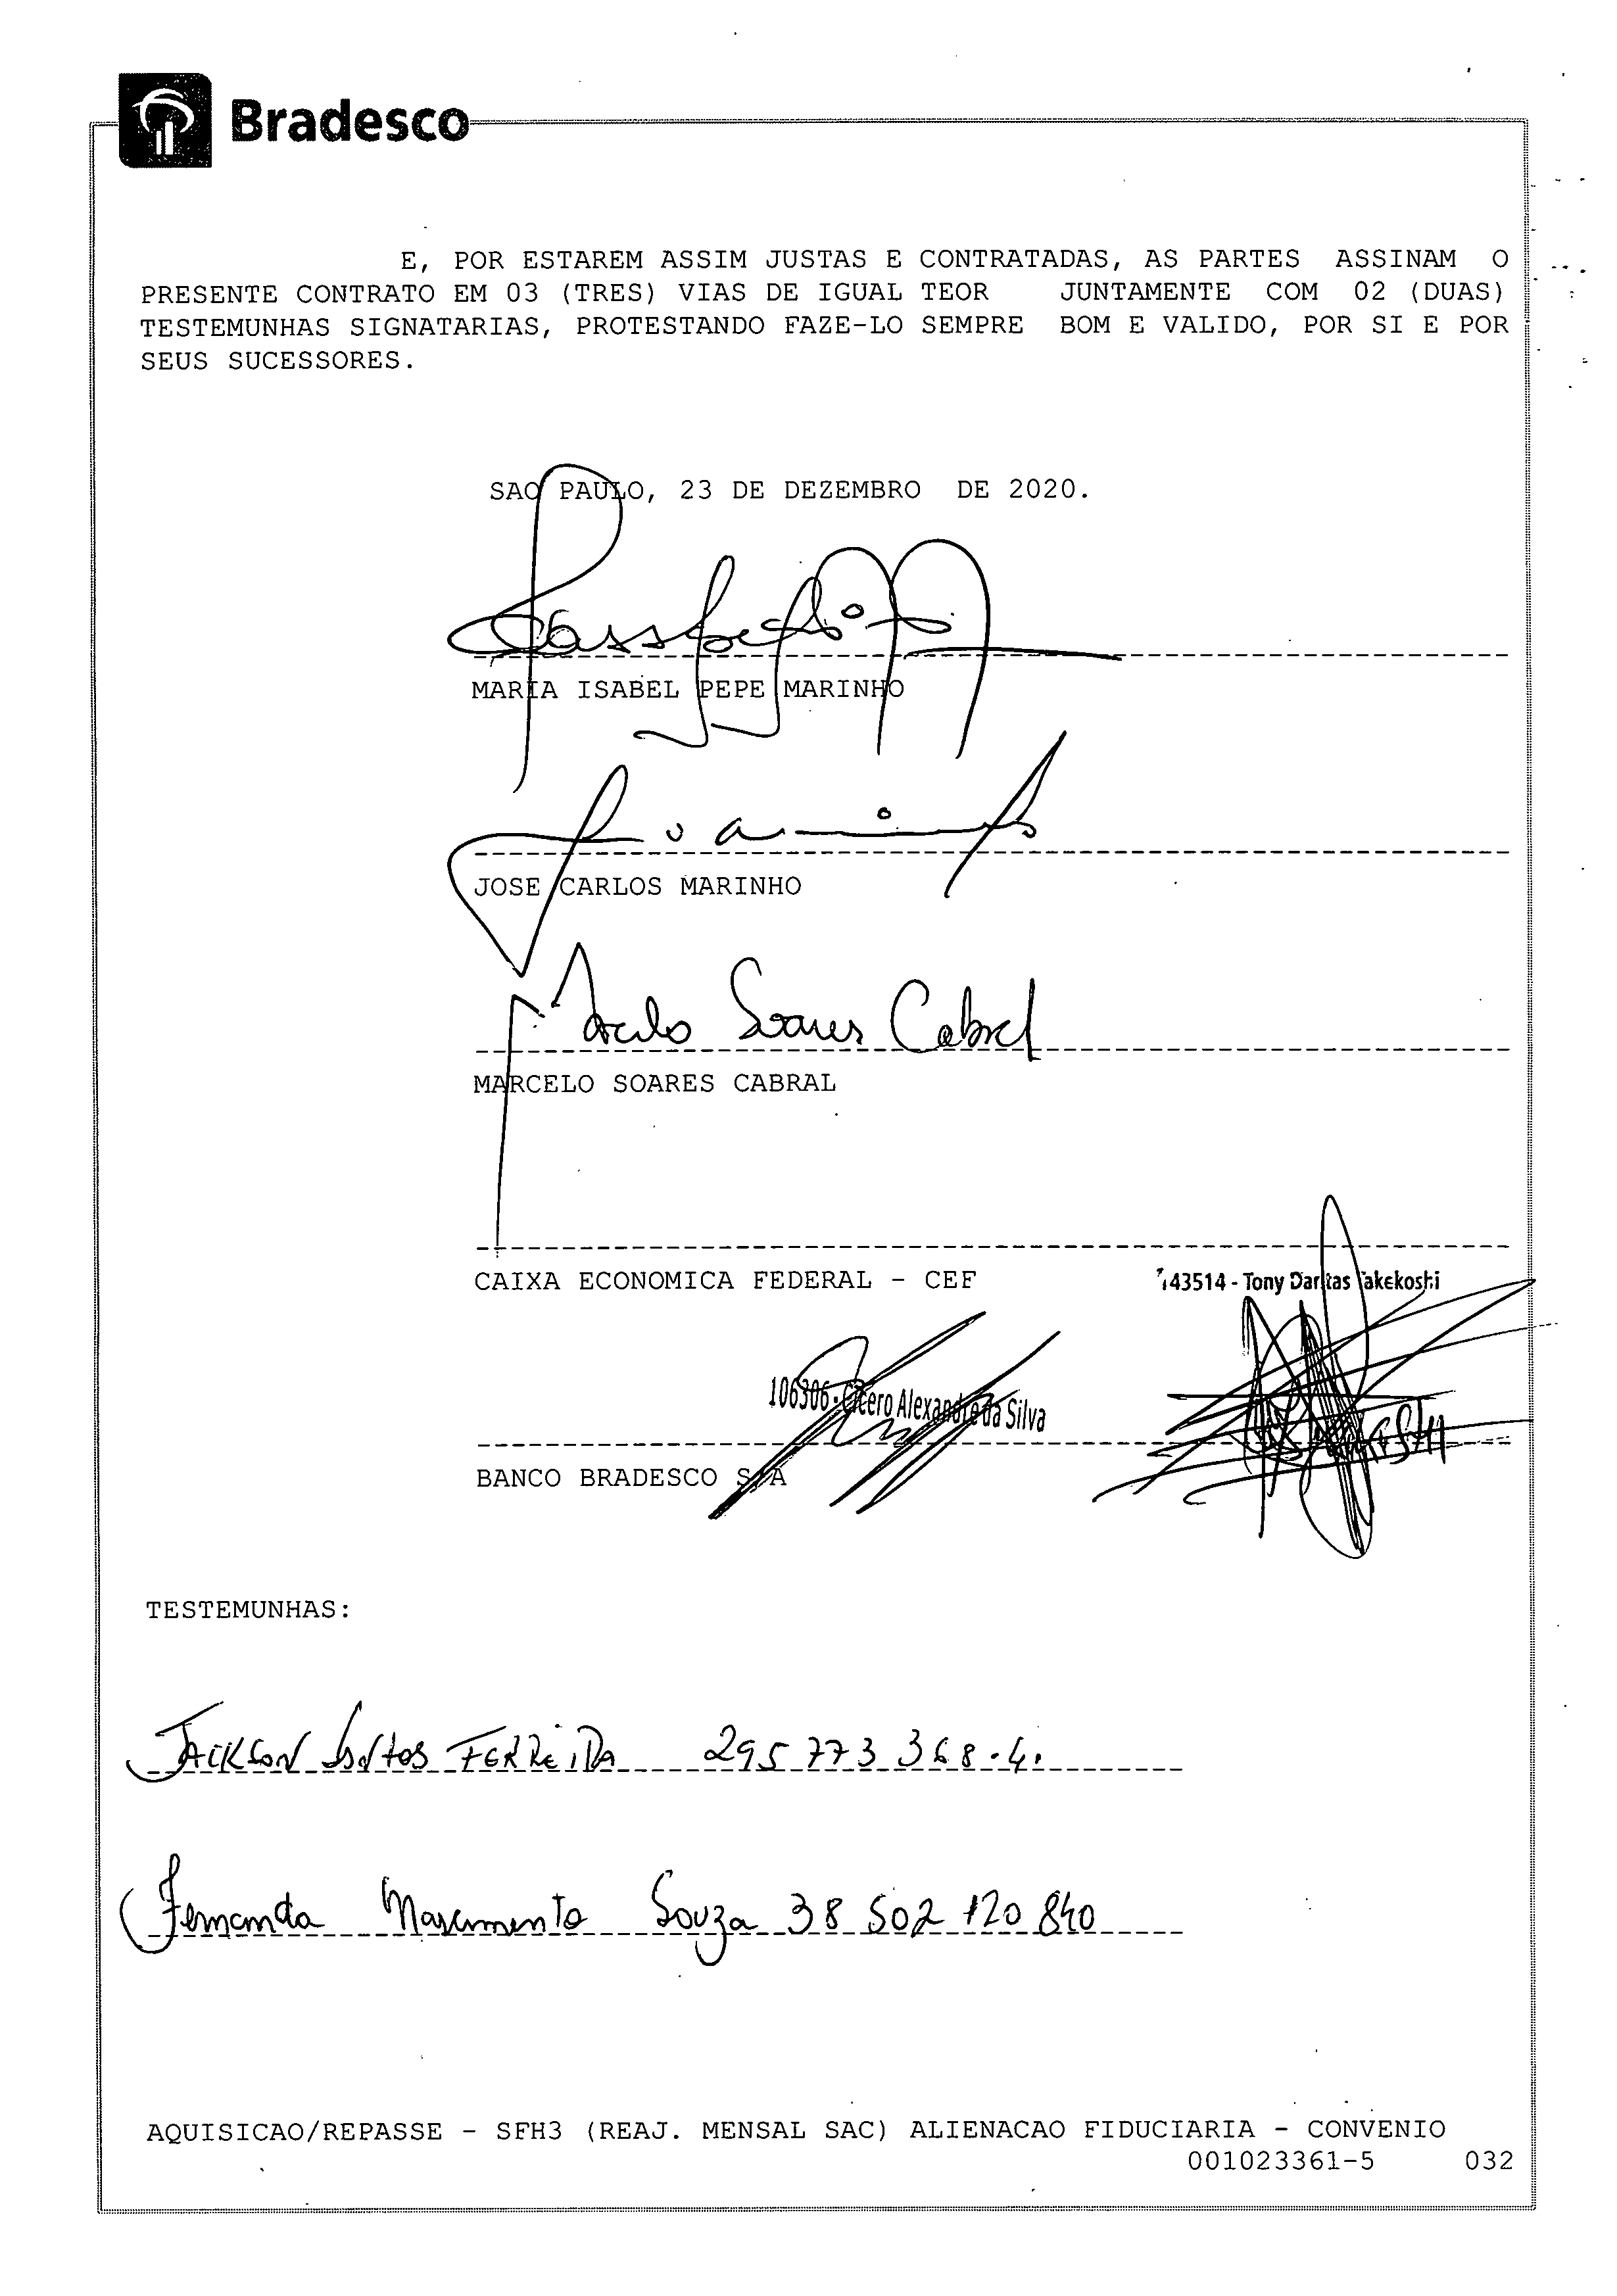 Bradesco
E, POR ESTAREM ASSIM JUSTAS E CONTRATADAS, AS PARTES ASSINAM O
PRESENTE CONTRATO EM 03 (TRES) VIAS DE IGUAL TEOR JUNTAMENTE COM 02 (DUAS)
TESTEMUNHAS SIGNATARIAS, PROTESTANDO FAZE-LO SEMPRE BOM E VALIDO, POR SI E POR
SEUS SUCESSORES.
SAO PAULO, 23 DE DEZEMBRO DE 2020.
MARIA ISABEL PEPE MARINHO
JOSE CARLOS MARINHO
Marcelo Soares Cabral
MARCELO SOARES CABRAL
CAIXA ECONOMICA FEDERAL - CEF
143514 - Tony Dantas Takekoshi
106306 - Cicero Alexandre da Silva
BANCO BRADESCO S/A
TESTEMUNHAS:
JACKSON SANTOS FERREIRA 295 773 368-4.
Fernanda Nascimento Souza 38 502 120 840
AQUISICAO/REPASSE - SFH3 (REAJ. MENSAL SAC) ALIENACAO FIDUCIARIA - CONVENIO
001023361-5 032